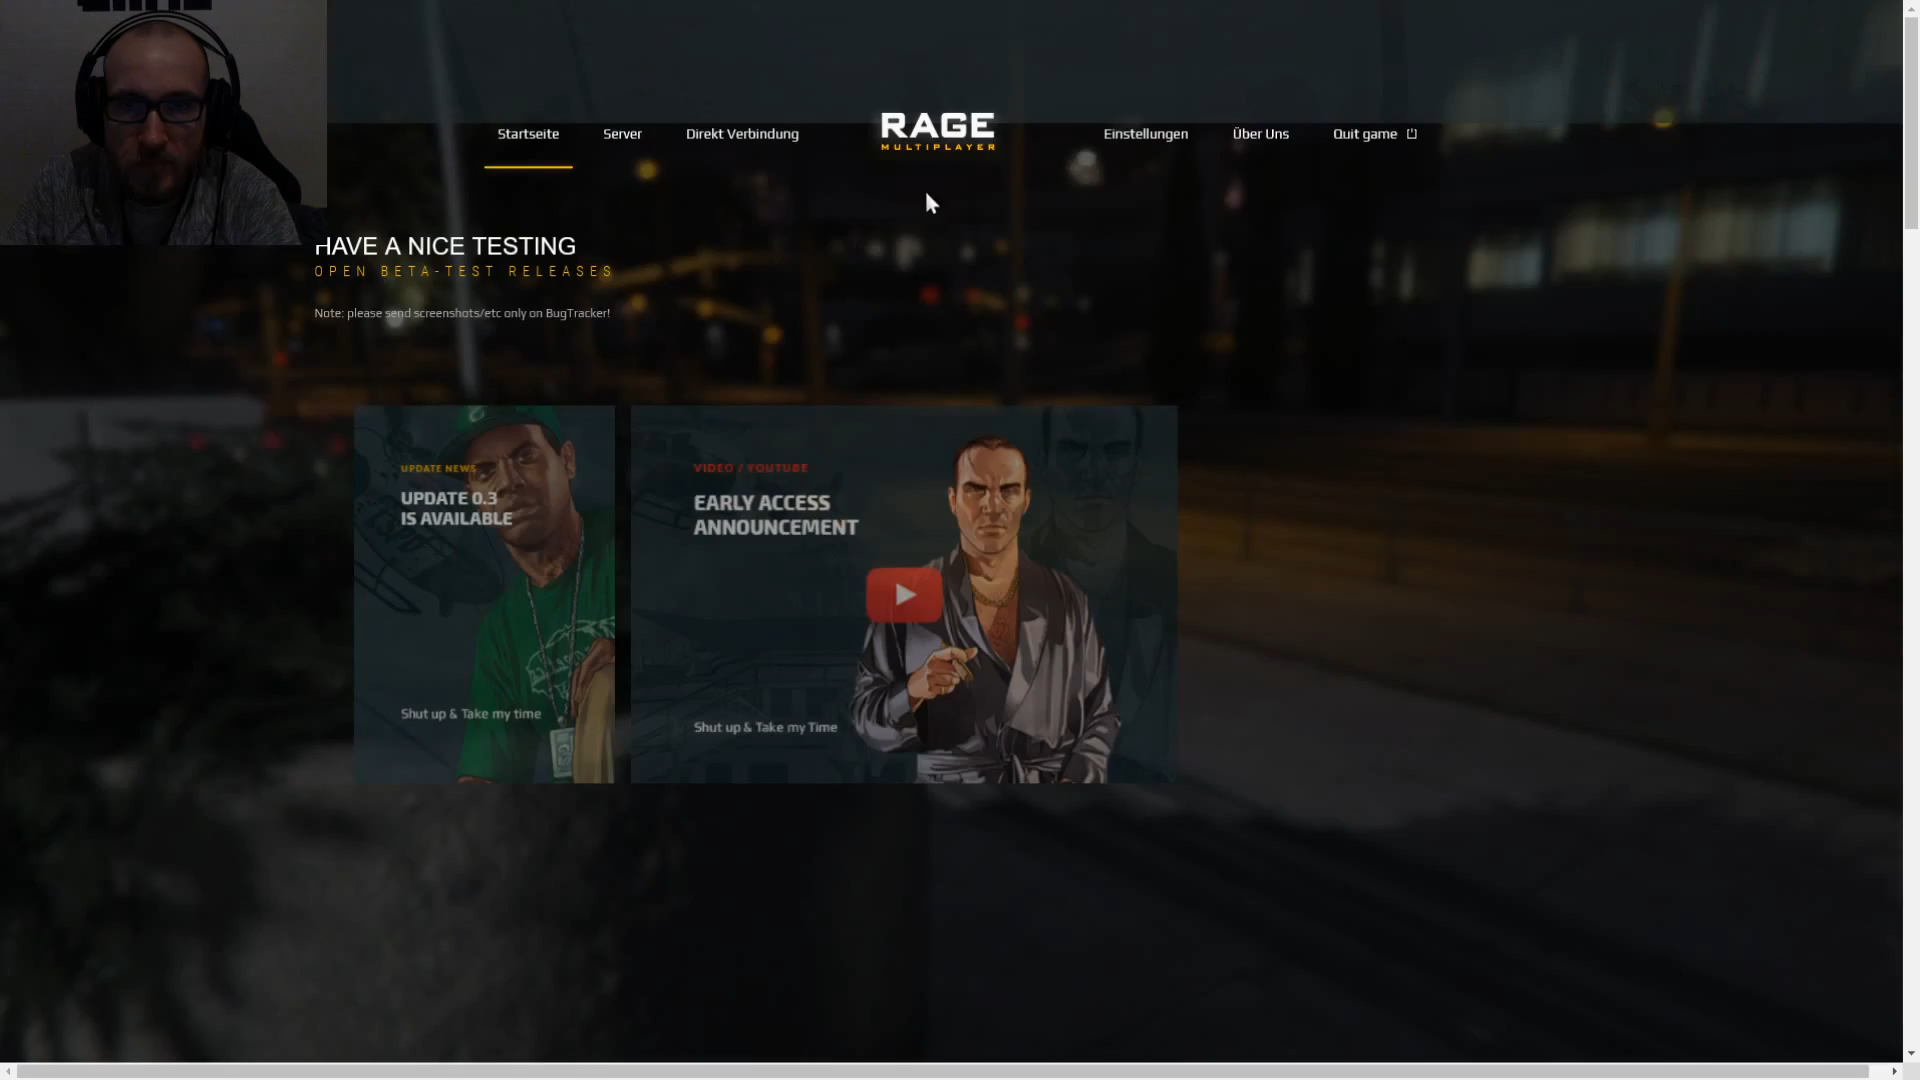 Startseite
Server
Direkt Verbindung
RAGE
MULTIPLAYER
Einstellungen
Über Uns
Quit game
HAVE A NICE TESTING
OPEN BETA-TEST RELEASES
Note: please send screenshots/etc only on BugTracker!
UPDATE NEWS
UPDATE 0.3
IS AVAILABLE
Shut up & Take my time
VIDEO / YOUTUBE
EARLY ACCESS
ANNOUNCEMENT
Shut up & Take my Time